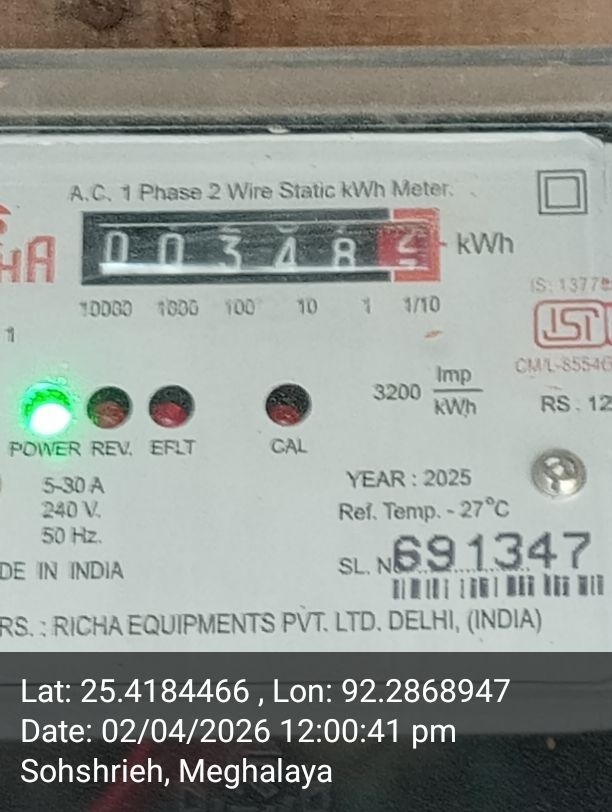 A.C. 1 Phase 2 Wire Static kWh Meter.
HA
0 0 3 4 8 kWh
10000 1000 100 10 1 1/10
IS: 1377
1
CM/L-85546
3200 Imp
kWh
RS : 12
POWER REV. EFLT CAL
5-30 A
240 V.
50 Hz.
YEAR : 2025
Ref. Temp. - 27°C
DE IN INDIA
SL. N 691347
RS. : RICHA EQUIPMENTS PVT. LTD. DELHI, (INDIA)
Lat: 25.4184466 , Lon: 92.2868947
Date: 02/04/2026 12:00:41 pm
Sohshrieh, Meghalaya